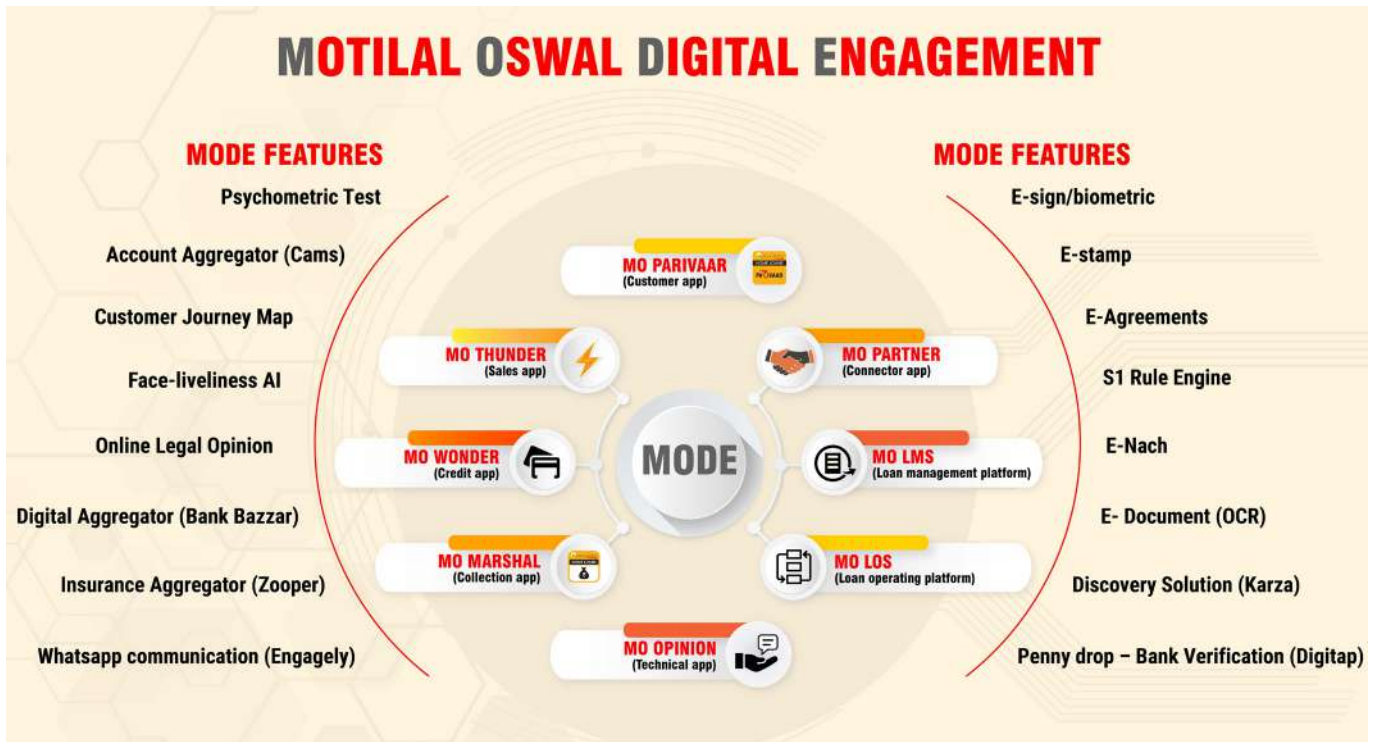 MOTILAL OSWAL DIGITAL ENGAGEMENT
MODE FEATURES
Psychometric Test
Account Aggregator (Cams)
Customer Journey Map
Face-liveliness AI
Online Legal Opinion
Digital Aggregator (Bank Bazzar)
Insurance Aggregator (Zooper)
Whatsapp communication (Engagely)
MO PARIVAAR
(Customer app)
MO THUNDER
(Sales app)
MO WONDER
(Credit app)
MO MARSHAL
(Collection app)
MODE
MO PARTNER
(Connector app)
MO LMS
(Loan management platform)
MO LOS
(Loan operating platform)
MO OPINION
(Technical app)
MODE FEATURES
E-sign/biometric
E-stamp
E-Agreements
S1 Rule Engine
E-Nach
E- Document (OCR)
Discovery Solution (Karza)
Penny drop – Bank Verification (Digitap)